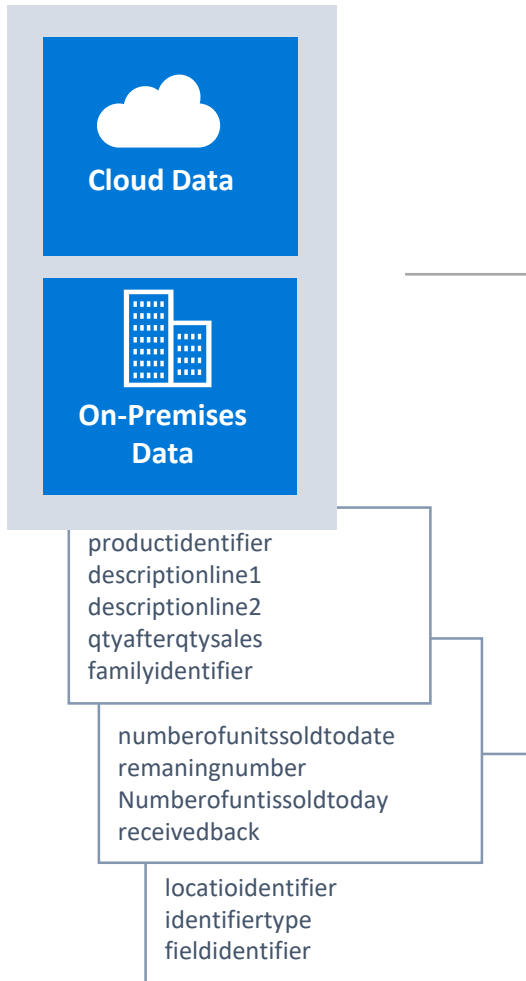 Cloud Data
On-Premises
Data
productidentifier
descriptionline1
descriptionline2
qtyafterqtysales
familyidentifier
numberofunitssoldtodate
remaningnumber
Numberofuntissoldtoday
receivedback
locatioidentifier
identifiertype
fieldidentifier